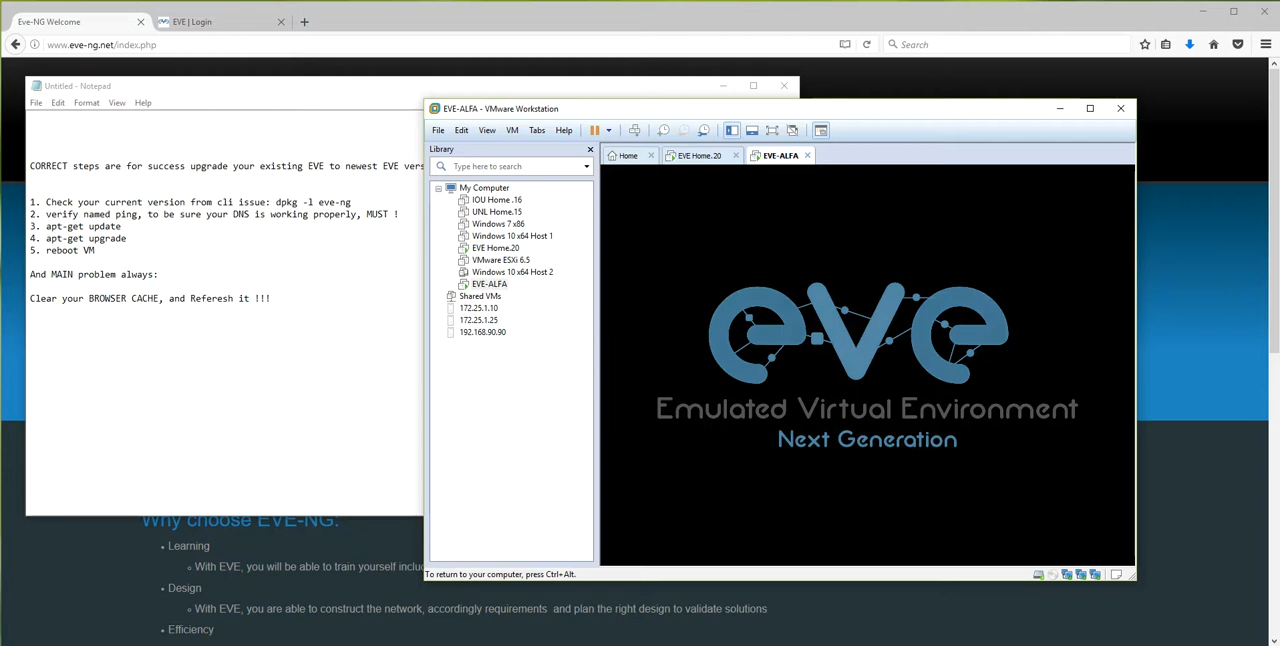 Eve-NG Welcome
EVE | Login
www.eve-ng.net/index.php
Search
Untitled - Notepad
File Edit Format View Help
CORRECT steps are for success upgrade your existing EVE to newest EVE vers
1. Check your current version from cli issue: dpkg -l eve-ng
2. verify named ping, to be sure your DNS is working properly, MUST !
3. apt-get update
4. apt-get upgrade
5. reboot VM
And MAIN problem always:
Clear your BROWSER CACHE, and Referesh it !!!
EVE-ALFA - VMware Workstation
File Edit View VM Tabs Help
Library
Type here to search
My Computer
IOU Home .16
UNL Home.15
Windows 7 x86
Windows 10 x64 Host 1
EVE Home.20
VMware ESXi 6.5
Windows 10 x64 Host 2
EVE-ALFA
Shared VMs
172.25.1.10
172.25.1.25
192.168.90.90
Home
EVE Home.20
EVE-ALFA
eve
Emulated Virtual Environment
Next Generation
To return to your computer, press Ctrl+Alt.
Why choose EVE-NG:
Learning
With EVE, you will be able to train yourself inclu
Design
With EVE, you are able to construct the network, accordingly requirements and plan the right design to validate solutions
Efficiency